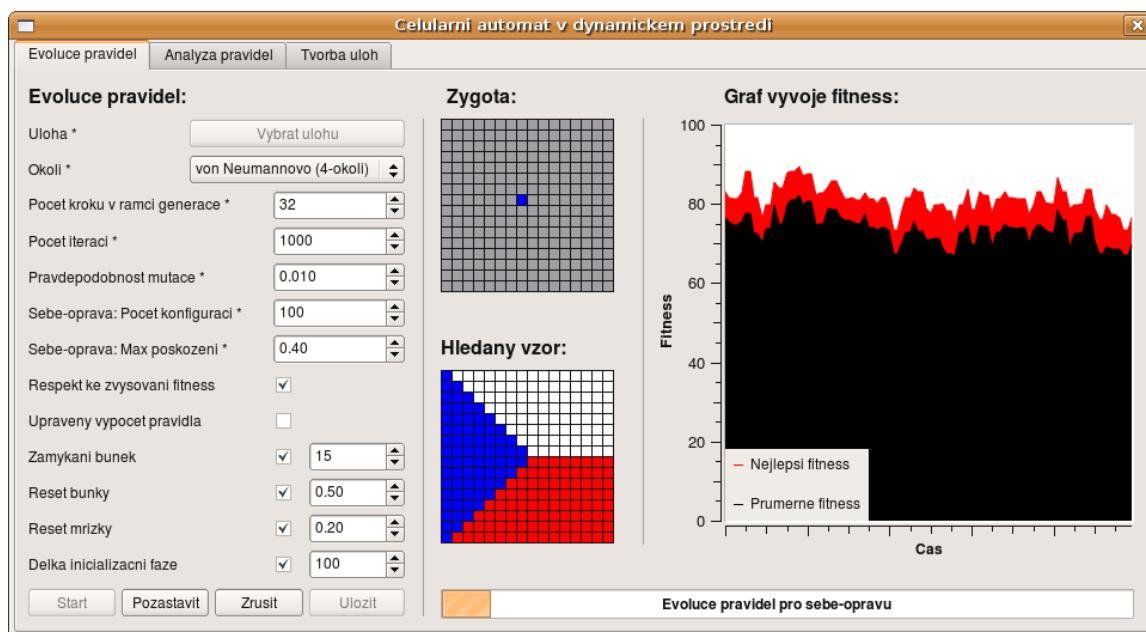 Celularni automat v dynamickem prostredi
Evoluce pravidel
Analyza pravidel
Tvorba uloh
Evoluce pravidel:
Uloha *
Vybrat ulohu
Okoli *
von Neumannovo (4-okoli)
Pocet kroku v ramci generace *
32
Pocet iteraci *
1000
Pravdepodobnost mutace *
0.010
Sebe-oprava: Pocet konfiguraci *
100
Sebe-oprava: Max poskozeni *
0.40
Respekt ke zvysovani fitness
Upraveny vypocet pravidla
Zamykani bunek
15
Reset bunky
0.50
Reset mrizky
0.20
Delka inicializacni faze
100
Start
Pozastavit
Zrusit
Ulozit
Zygota:
Hledany vzor:
Graf vyvoje fitness:
100
80
60
40
20
0
Fitness
Nejlepsi fitness
Prumerne fitness
Cas
Evoluce pravidel pro sebe-opravu